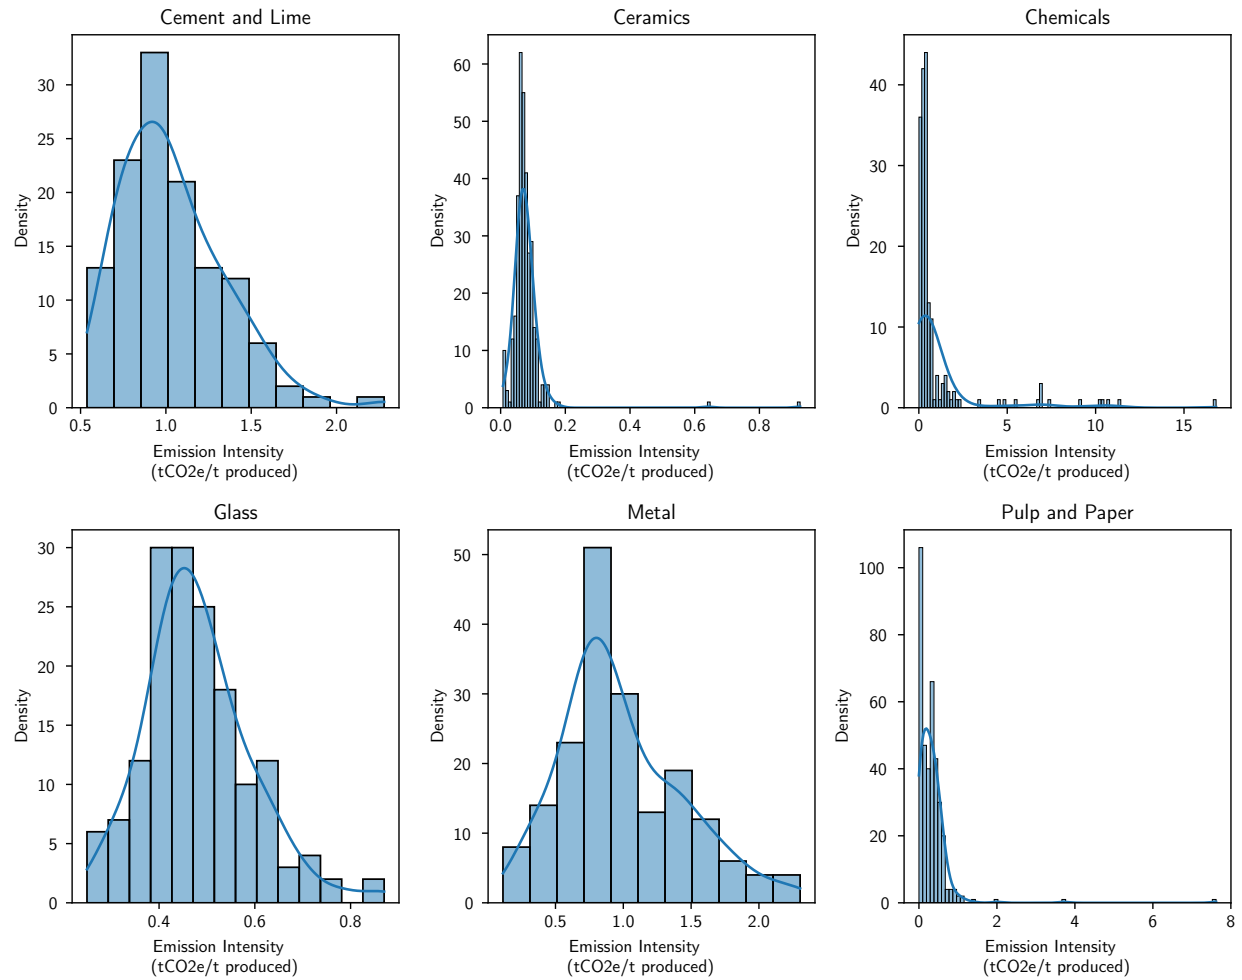 Cement and Lime
Ceramics
Chemicals
30
25
20
15
10
5
0
Density
0.5 1.0 1.5 2.0
Emission Intensity
(tCO2e/t produced)
60
50
40
30
20
10
0
Density
0.0 0.2 0.4 0.6 0.8
Emission Intensity
(tCO2e/t produced)
40
30
20
10
0
Density
0 5 10 15
Emission Intensity
(tCO2e/t produced)
Glass
Metal
Pulp and Paper
30
25
20
15
10
5
0
Density
0.4 0.6 0.8
Emission Intensity
(tCO2e/t produced)
50
40
30
20
10
0
Density
0.5 1.0 1.5 2.0
Emission Intensity
(tCO2e/t produced)
100
80
60
40
20
0
Density
0 2 4 6 8
Emission Intensity
(tCO2e/t produced)